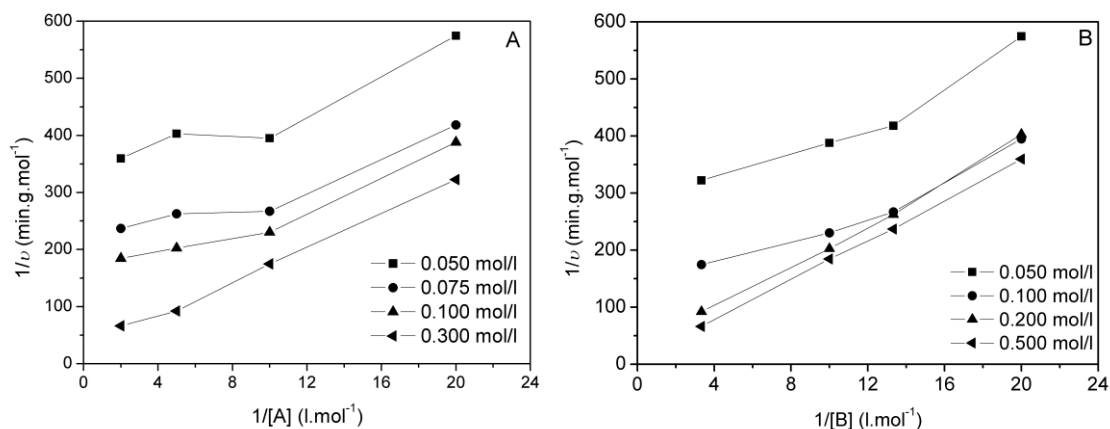 600
A
500
400
300
200
100
0
1/υ (min.g.mol⁻¹)
0.050 mol/l
0.075 mol/l
0.100 mol/l
0.300 mol/l
0 4 8 12 16 20 24
1/[A] (l.mol⁻¹)
600
B
500
400
300
200
100
0
1/υ (min.g.mol⁻¹)
0.050 mol/l
0.100 mol/l
0.200 mol/l
0.500 mol/l
0 4 8 12 16 20 24
1/[B] (l.mol⁻¹)